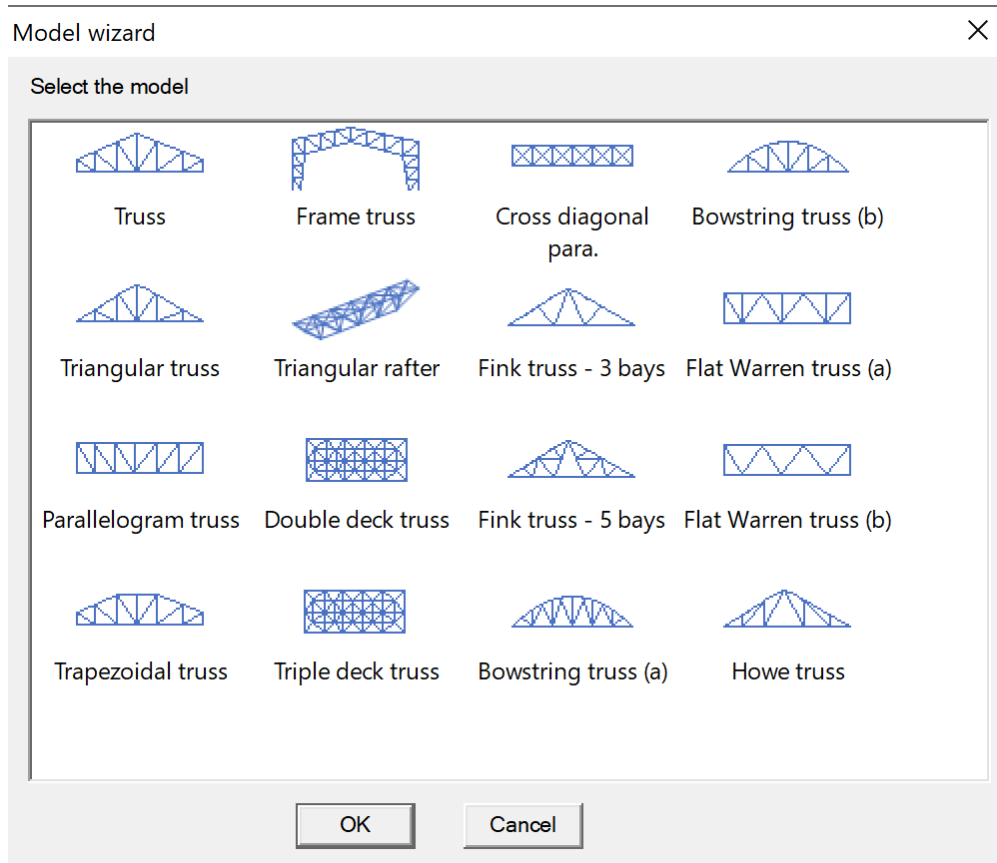 Model wizard
Select the model
Truss
Frame truss
Cross diagonal
para.
Bowstring truss (b)
Triangular truss
Triangular rafter
Fink truss - 3 bays
Flat Warren truss (a)
Parallelogram truss
Double deck truss
Fink truss - 5 bays
Flat Warren truss (b)
Trapezoidal truss
Triple deck truss
Bowstring truss (a)
Howe truss
OK
Cancel